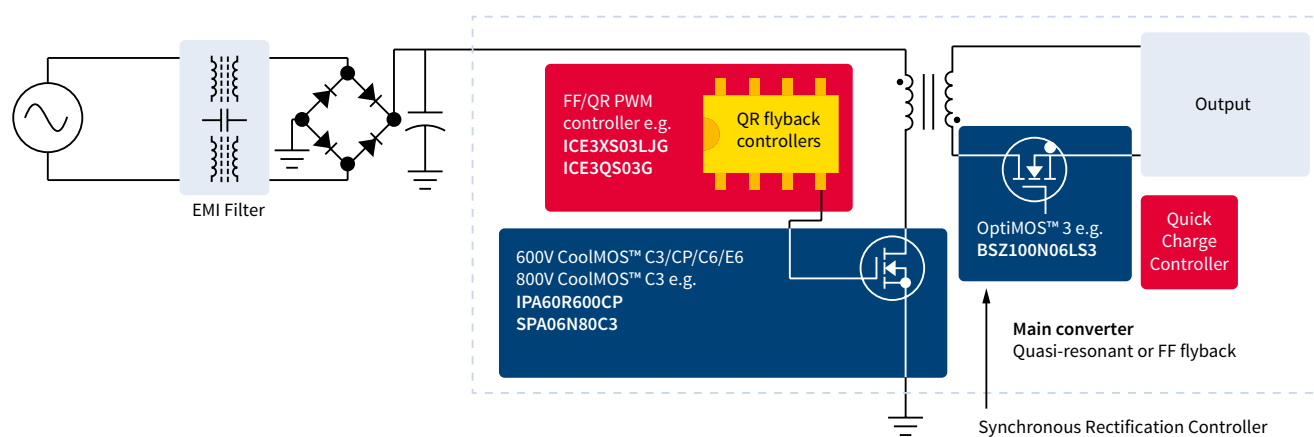 EMI Filter
FF/QR PWM
controller e.g.
ICE3XS03LJG
ICE3QS03G
QR flyback
controllers
600V CoolMOS™ C3/CP/C6/E6
800V CoolMOS™ C3 e.g.
IPA60R600CP
SPA06N80C3
Output
OptiMOS™ 3 e.g.
BSZ100N06LS3
Quick
Charge
Controller
Main converter
Quasi-resonant or FF flyback
Synchronous Rectification Controller